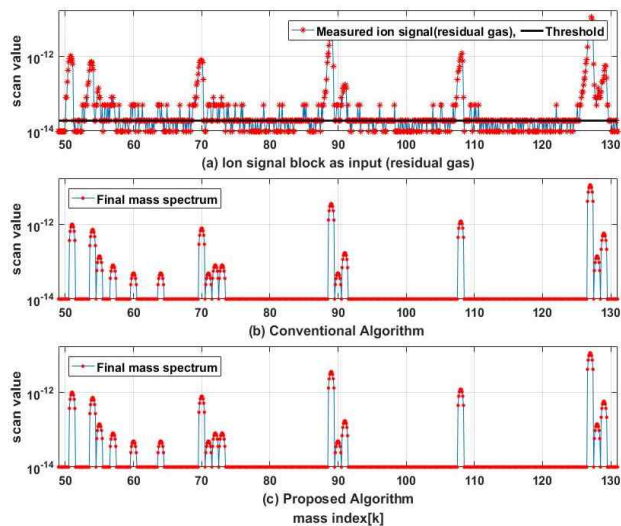 Measured ion signal(residual gas), Threshold
scan value
10-12
10-14
50 60 70 80 90 100 110 120 130
(a) Ion signal block as input (residual gas)
Final mass spectrum
scan value
10-12
10-14
50 60 70 80 90 100 110 120 130
(b) Conventional Algorithm
Final mass spectrum
scan value
10-12
10-14
50 60 70 80 90 100 110 120 130
(c) Proposed Algorithm
mass index[k]